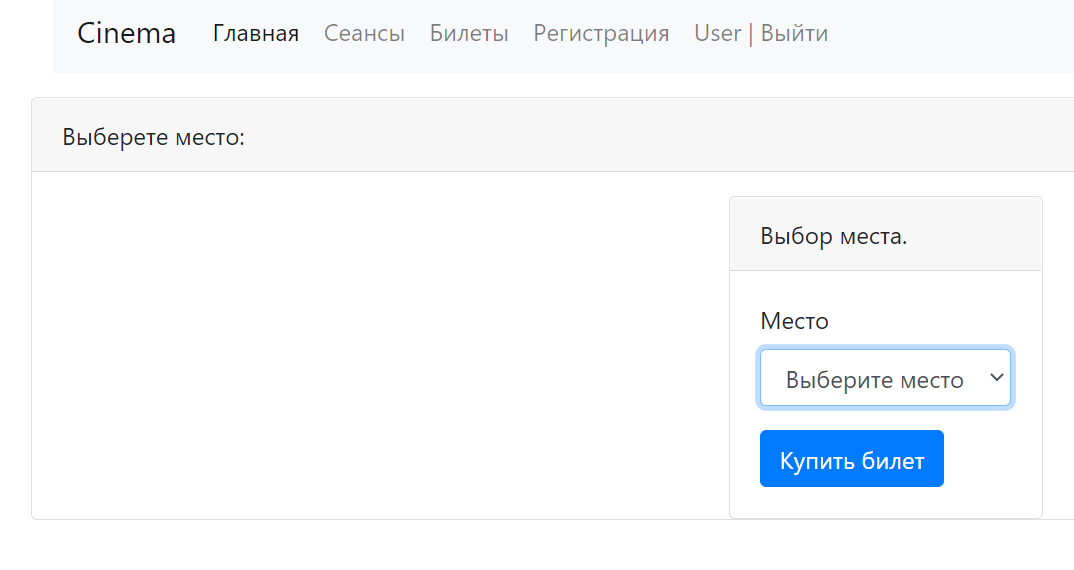 Cinema Главная Сеансы Билеты Регистрация User | Выйти
Выберете место:
Выбор места.
Место
Выберите место
Купить билет